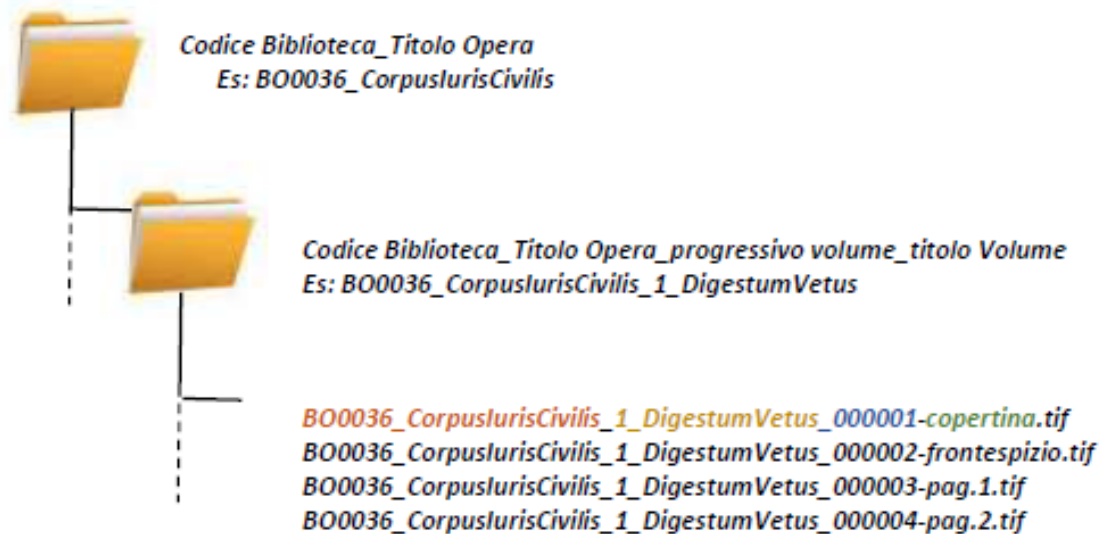 Codice Biblioteca_Titolo Opera
Es: BO0036_CorpusIurisCivilis
Codice Biblioteca_Titolo Opera_progressivo volume_titolo Volume
Es: BO0036_CorpusIurisCivilis_1_DigestumVetus
BO0036_CorpusIurisCivilis_1_DigestumVetus_000001-copertina.tif
BO0036_CorpusIurisCivilis_1_DigestumVetus_000002-frontespizio.tif
BO0036_CorpusIurisCivilis_1_DigestumVetus_000003-pag.1.tif
BO0036_CorpusIurisCivilis_1_DigestumVetus_000004-pag.2.tif